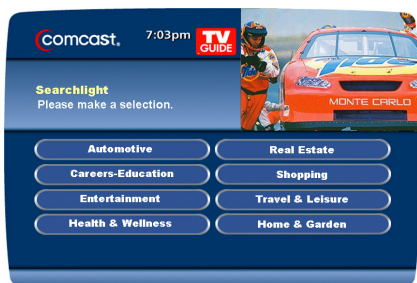 comcast.
7:03pm
TV
GUIDE
Searchlight
Please make a selection.
MONTE CARLO
Automotive
Real Estate
Careers-Education
Shopping
Entertainment
Travel & Leisure
Health & Wellness
Home & Garden